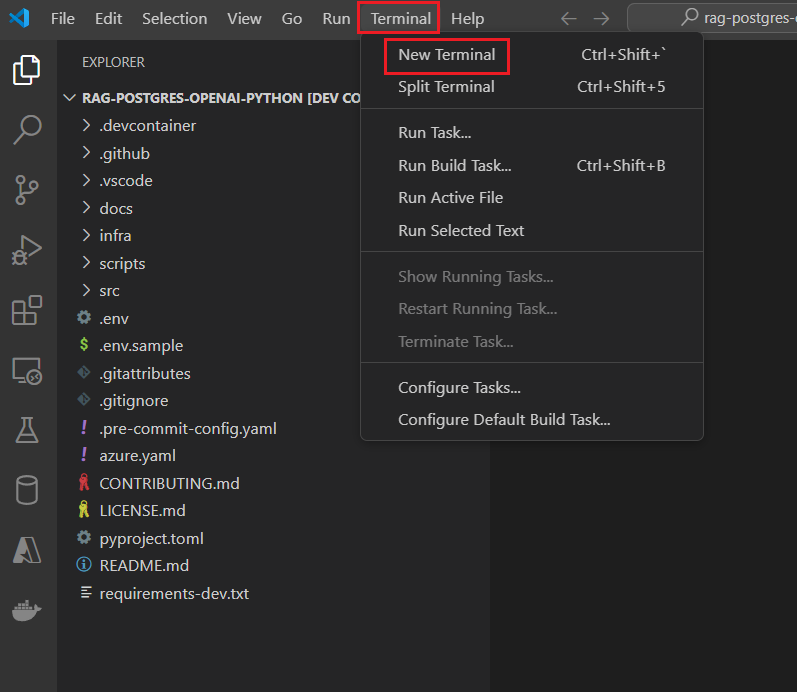 File Edit Selection View Go Run Terminal Help rag-postgres-
EXPLORER
RAG-POSTGRES-OPENAI-PYTHON [DEV CO
.devcontainer
.github
.vscode
docs
infra
scripts
src
.env
$ .env.sample
.gitattributes
.gitignore
! .pre-commit-config.yaml
! azure.yaml
CONTRIBUTING.md
LICENSE.md
pyproject.toml
README.md
requirements-dev.txt
New Terminal Ctrl+Shift+`
Split Terminal Ctrl+Shift+5
Run Task...
Run Build Task... Ctrl+Shift+B
Run Active File
Run Selected Text
Show Running Tasks...
Restart Running Task...
Terminate Task...
Configure Tasks...
Configure Default Build Task...